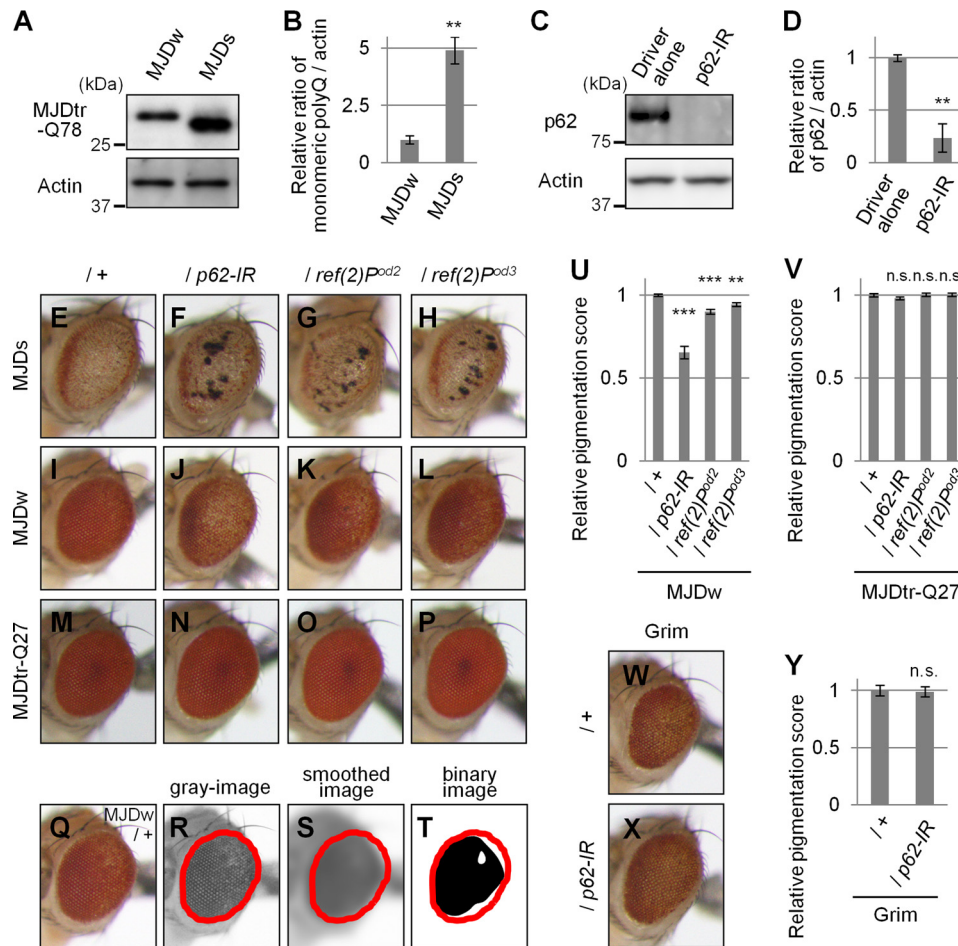 A
MJDw
MJDs
(kDa)
MJDtr
-Q78
25
Actin
37
B
Relative ratio of
monomeric polyQ / actin
5
2.5
0
**
MJDw
MJDs
C
Driver
alone
p62-IR
(kDa)
p62
75
Actin
37
D
Relative ratio
of p62 / actin
1
0.5
0
**
Driver
alone
p62-IR
/ +
/ p62-IR
/ ref(2)P^od2
/ ref(2)P^od3
MJDs
E
F
G
H
MJDw
I
J
K
L
MJDtr-Q27
M
N
O
P
gray-image
smoothed
image
binary
image
Q
MJDw
/ +
R
S
T
U
Relative pigmentation score
1
0.5
0
***
***
**
/ +
/ p62-IR
/ ref(2)P^od2
/ ref(2)P^od3
MJDw
V
Relative pigmentation score
1
0.5
0
n.s.
n.s.
n.s.
/ +
/ p62-IR
/ ref(2)P^od2
/ ref(2)P^od3
MJDtr-Q27
Grim
/ +
W
/ p62-IR
X
Y
Relative pigmentation score
1
0.5
0
n.s.
/ +
/ p62-IR
Grim